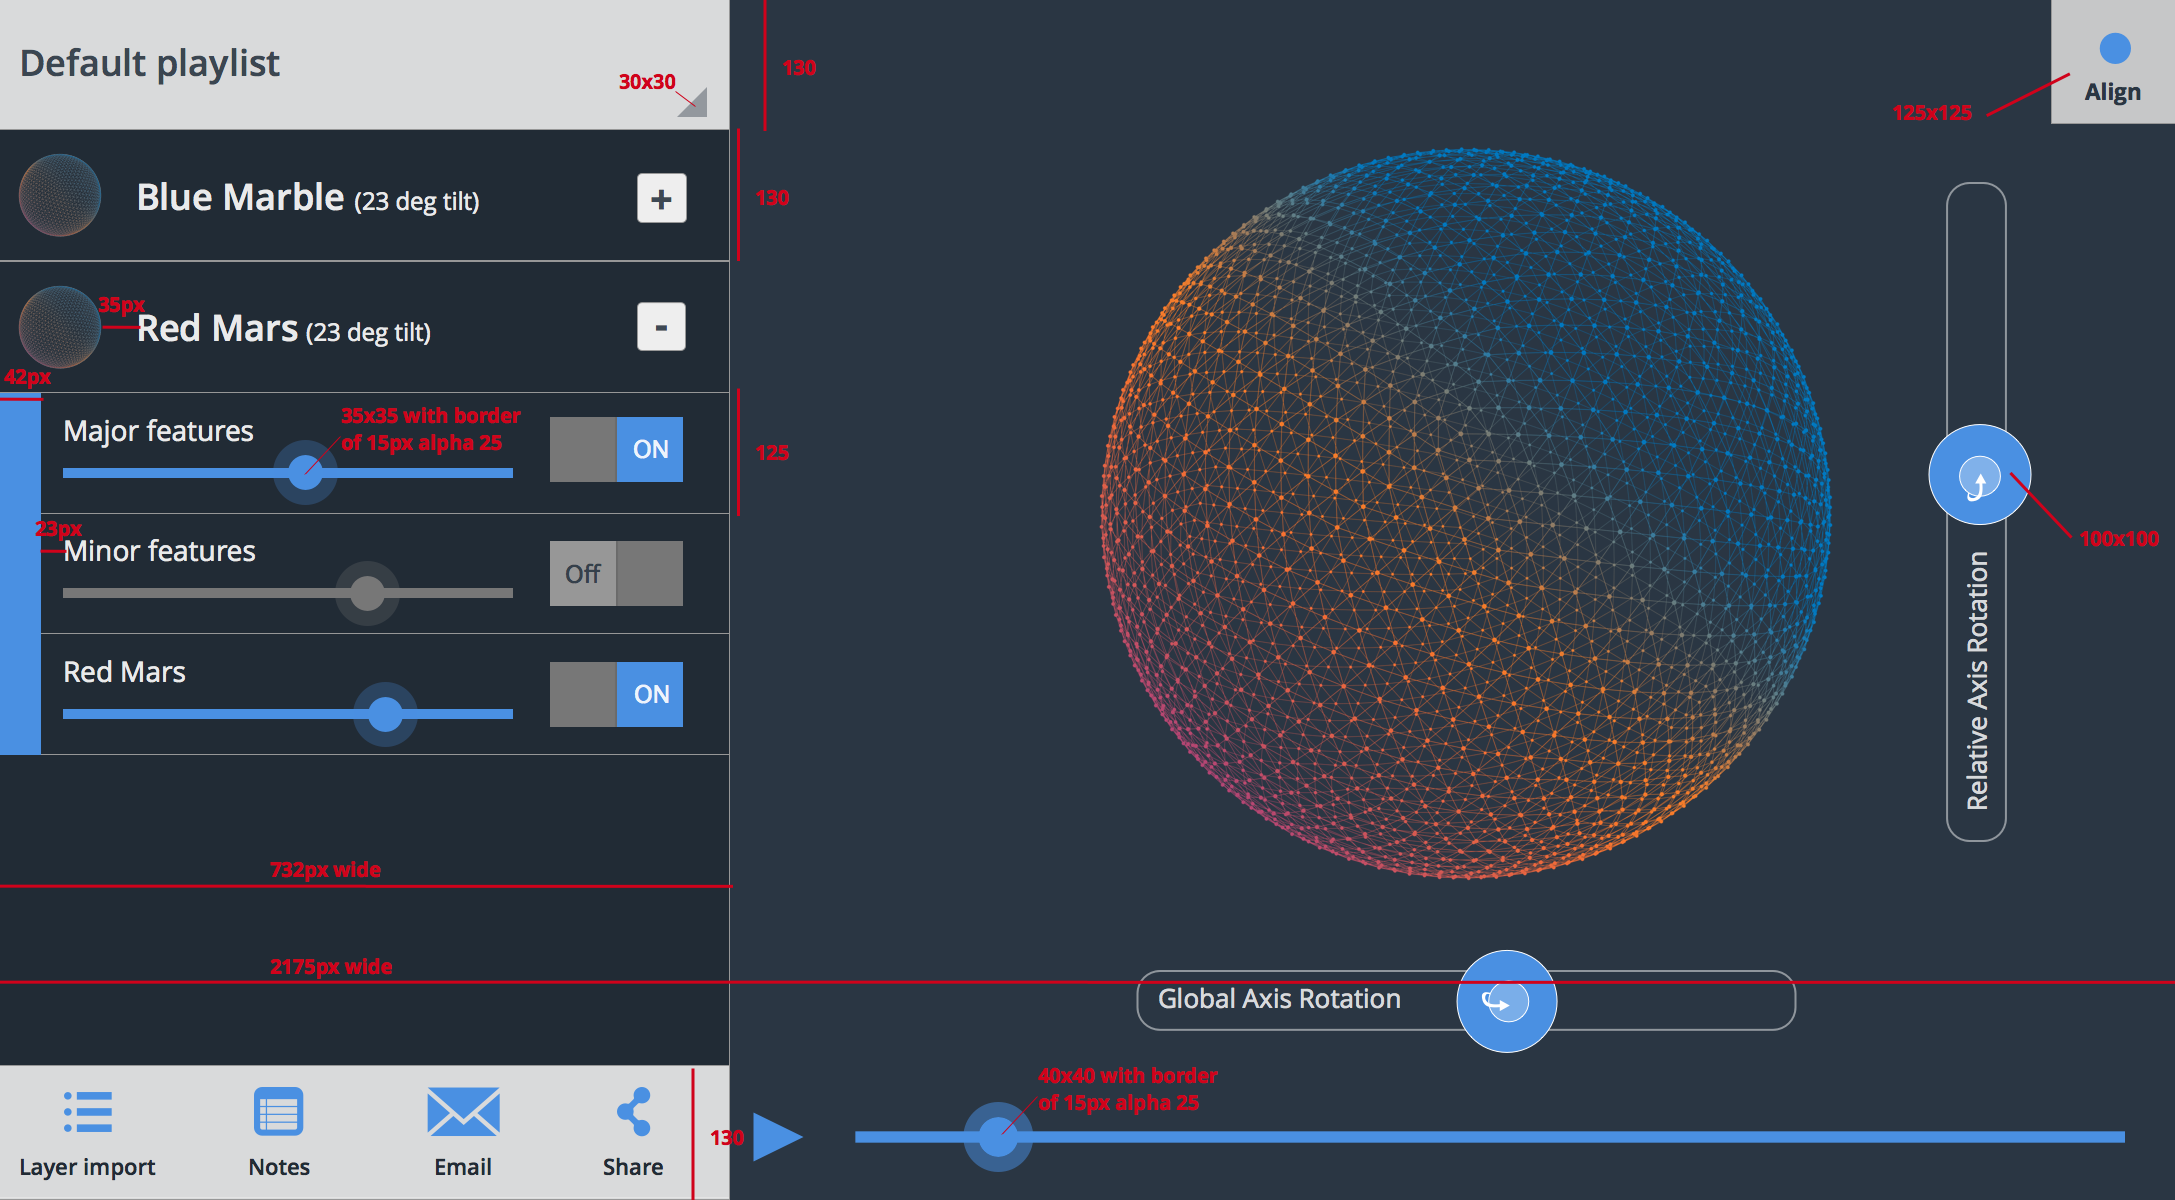 Default playlist
30x30
130
Align
125x125
Blue Marble (23 deg tilt)
+
130
35px
Red Mars (23 deg tilt)
-
42px
Major features
35x35 with border
of 15px alpha 25
ON
125
23px
Minor features
Off
Red Mars
ON
100x100
Relative Axis Rotation
732px wide
2175px wide
Global Axis Rotation
40x40 with border
of 15px alpha 25
130
Layer import
Notes
Email
Share